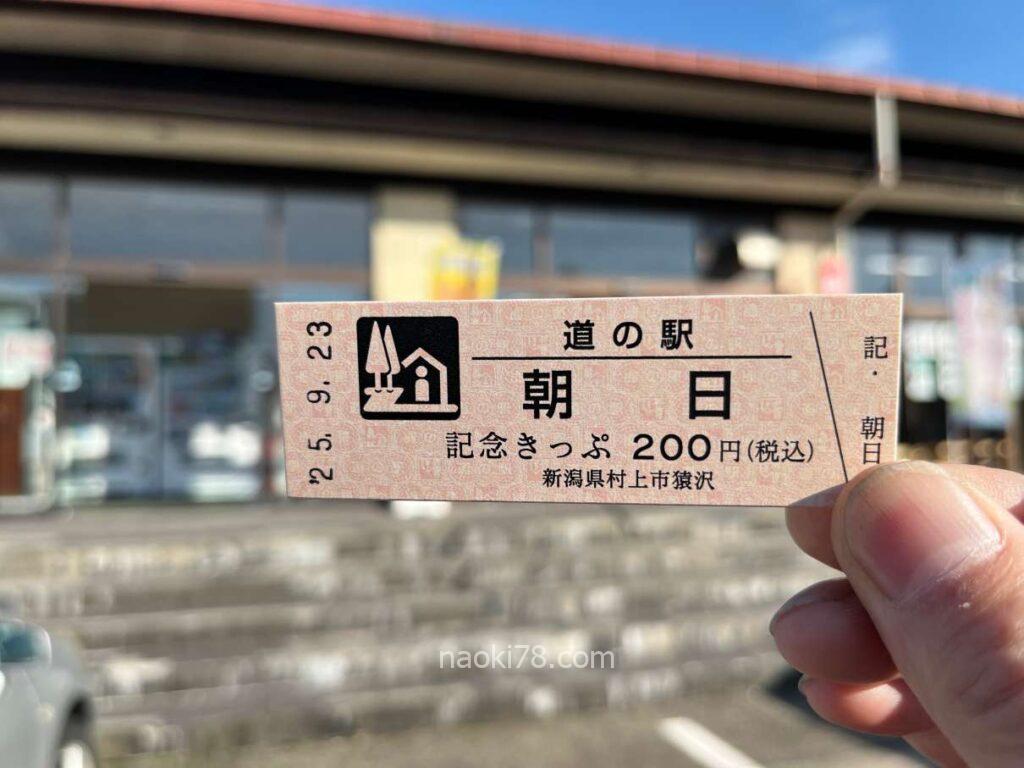 25. 9. 23
道の駅
朝 日
記念きっぷ 200円(税込)
新潟県村上市猿沢
記・朝日
naoki78.com